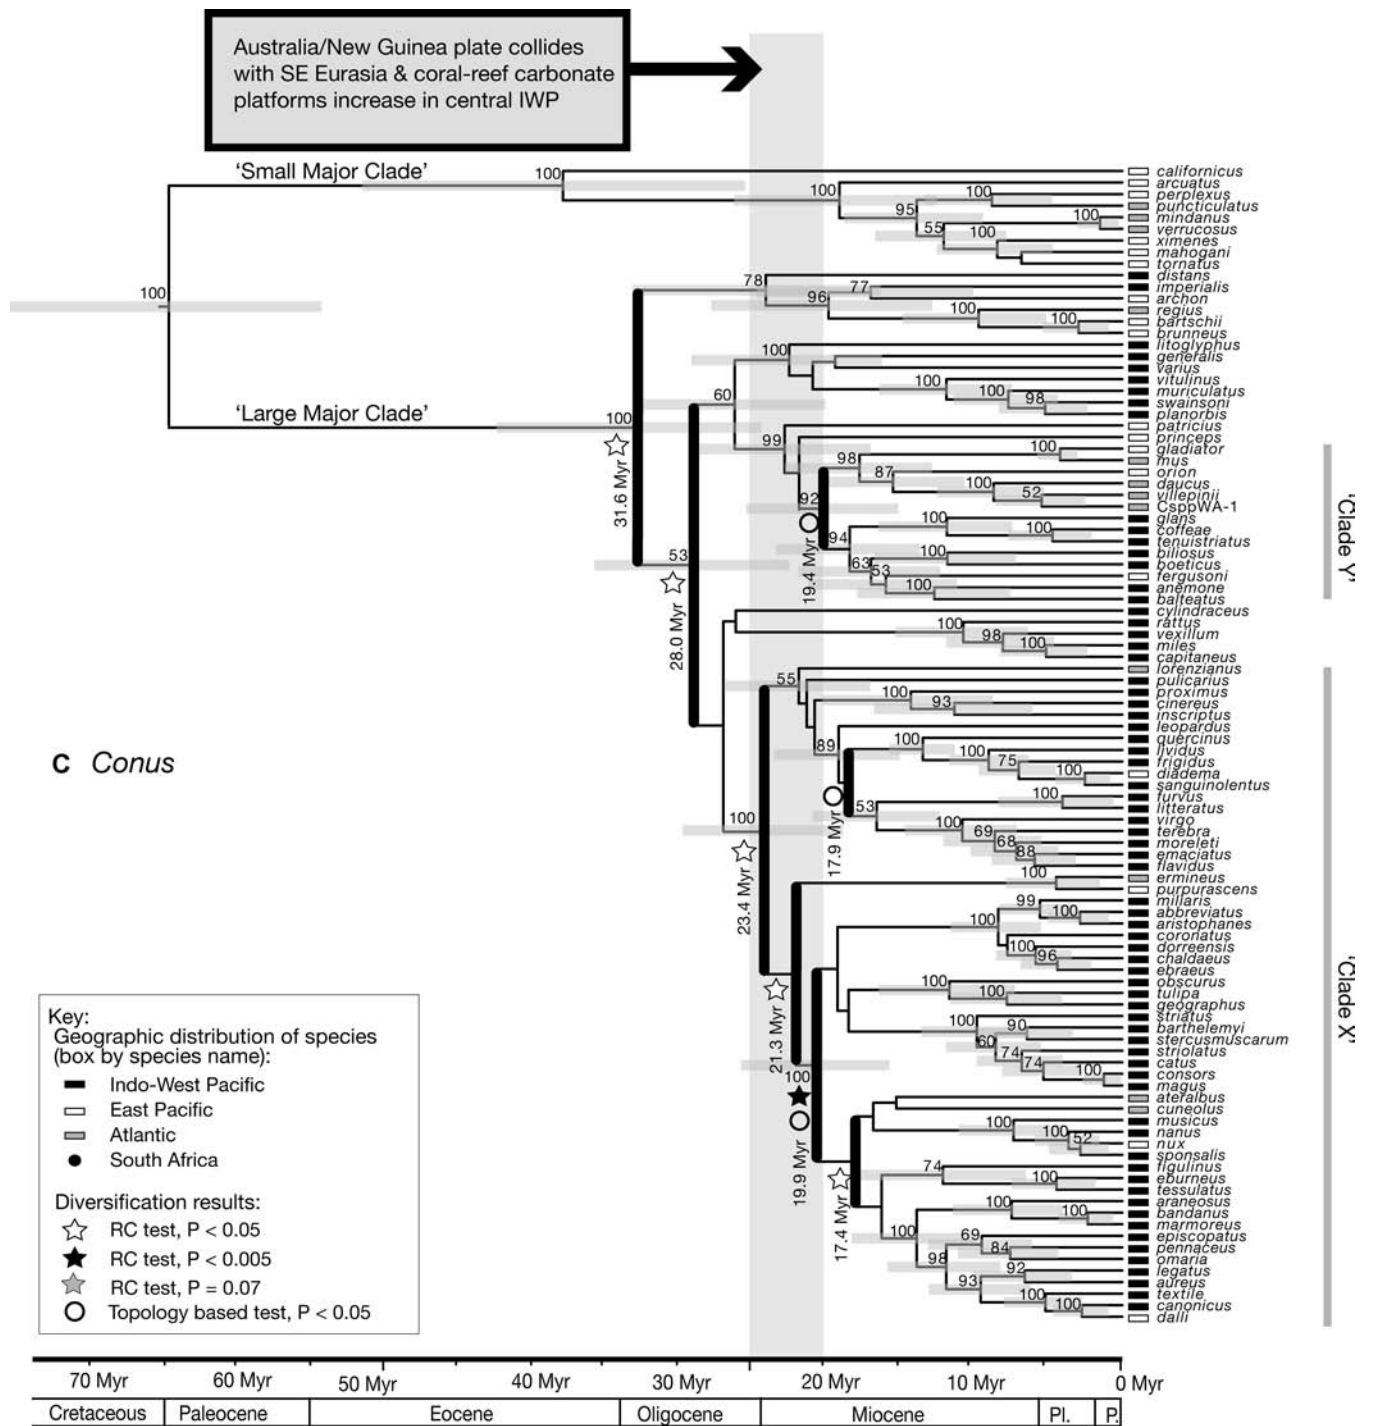 Australia/New Guinea plate collides
with SE Eurasia & coral-reef carbonate
platforms increase in central IWP
'Small Major Clade'
'Large Major Clade'
C Conus
100
100
100
95
100
100
55
100
100
78
77
96
100
100
100
100
60
100
100
98
99
100
98
87
100
52
92
94
100
100
100
63
53
100
53
100
98
100
55
100
93
89
100
100
75
100
100
53
100
69
68
88
100
100
99
100
100
100
96
100
100
100
90
60
74
74
100
100
100
100
52
74
100
100
100
100
69
84
98
92
93
100
100
31.6 Myr
28.0 Myr
19.4 Myr
23.4 Myr
17.9 Myr
21.3 Myr
19.9 Myr
17.4 Myr
californicus
arcuatus
perplexus
puncticulatus
mindanus
verrucosus
ximenes
mahogani
tornatus
distans
imperialis
archon
regius
bartschii
brunneus
litoglyphus
generalis
varius
vitulinus
muriculatus
swainsoni
planorbis
patricius
princeps
gladiator
mus
orion
daucus
villepinii
CsppWA-1
glans
coffeae
tenuistriatus
biliosus
boeticus
fergusoni
anemone
balteatus
cylindraceus
rattus
vexillum
miles
capitaneus
lorenzianus
pulicarius
proximus
cinereus
inscriptus
leopardus
quercinus
lividus
frigidus
diadema
sanguinolentus
furvus
litteratus
virgo
terebra
moreleti
emaciatus
flavidus
ermineus
purpurascens
millaris
abbreviatus
aristophanes
coronatus
dorreensis
chaldaeus
ebraeus
obscurus
tulipa
geographus
striatus
barthelemyi
stercusmuscarum
striolatus
catus
consors
magus
ateralbus
cuneolus
musicus
nanus
nux
sponsalis
figulinus
eburneus
tessulatus
araneosus
bandanus
marmoreus
episcopatus
pennaceus
omaria
legatus
aureus
textile
canonicus
dalli
'Clade Y'
'Clade X'
Key:
Geographic distribution of species
(box by species name):
Indo-West Pacific
East Pacific
Atlantic
South Africa
Diversification results:
RC test, P < 0.05
RC test, P < 0.005
RC test, P = 0.07
Topology based test, P < 0.05
70 Myr 60 Myr 50 Myr 40 Myr 30 Myr 20 Myr 10 Myr 0 Myr
Cretaceous Paleocene Eocene Oligocene Miocene Pl. P.